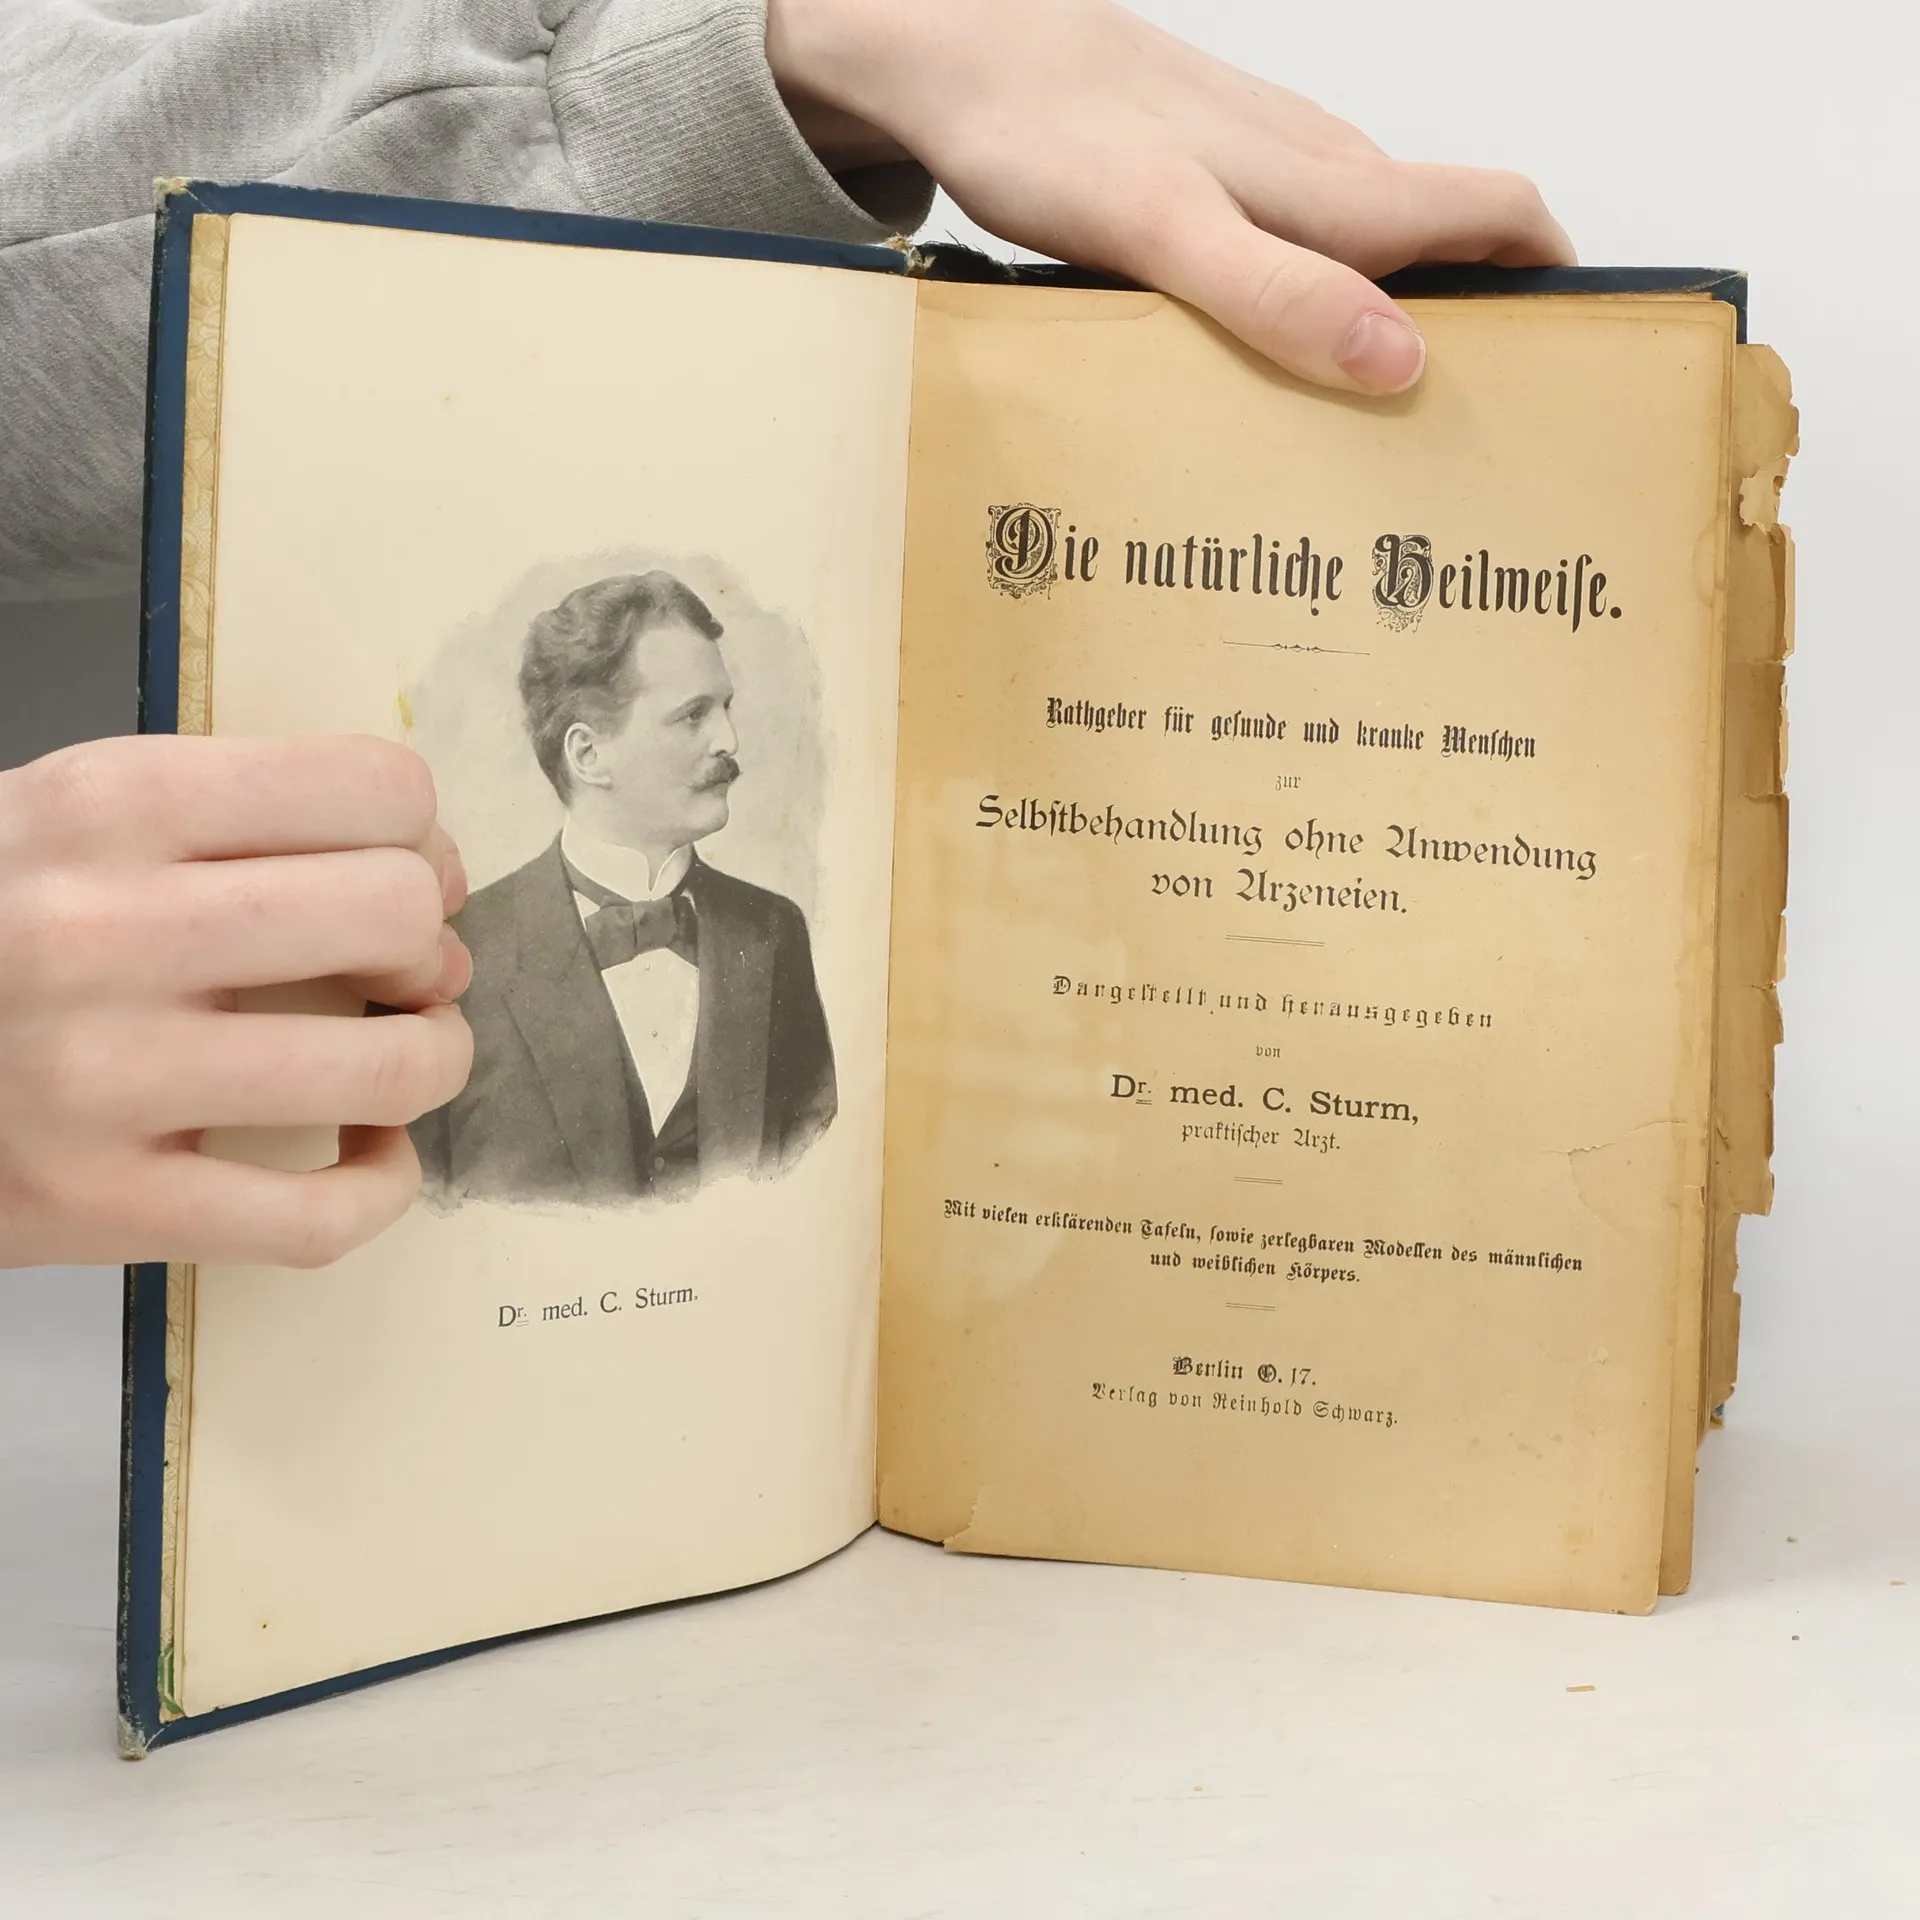 Dr. med. C. Sturm.
Die natürliche Heilweiſe.
Rathgeber für geſunde und kranke Menſchen
zur
Selbſtbehandlung ohne Anwendung
von Arzeneien.
Dargeſtellt und herausgegeben
von
Dr. med. C. Sturm,
praktiſcher Arzt.
Mit vielen erklärenden Tafeln, ſowie zerlegbaren Modellen des männlichen
und weiblichen Körpers.
Berlin O. 17.
Verlag von Reinhold Schwarz.